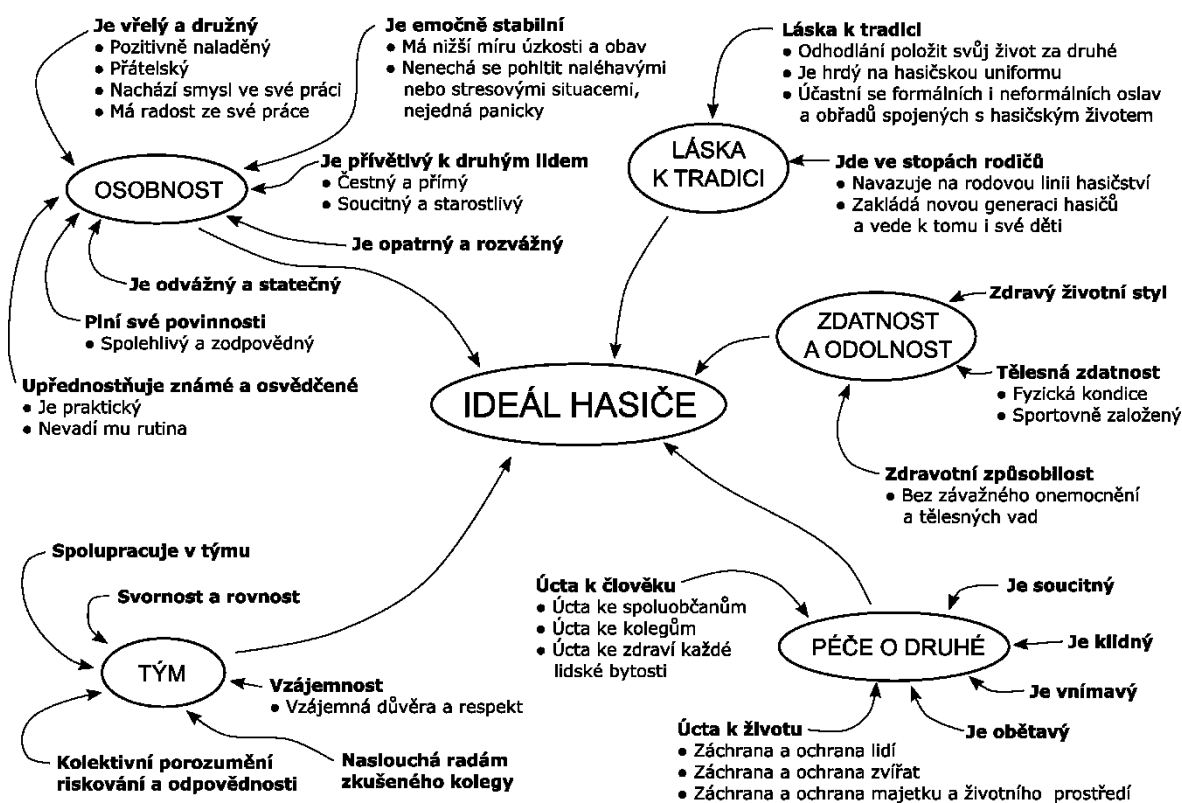 Je vřelý a družný
● Pozitivně naladěný
● Přátelský
● Nachází smysl ve své práci
● Má radost ze své práce
Je emočně stabilní
● Má nižší míru úzkosti a obav
● Nenechá se pohltit naléhavými
nebo stresovými situacemi,
nejedná panicky
Je přívětivý k druhým lidem
● Čestný a přímý
● Soucitný a starostlivý
OSOBNOST
Je opatrný a rozvážný
Je odvážný a statečný
Plní své povinnosti
● Spolehlivý a zodpovědný
Upřednostňuje známé a osvědčené
● Je praktický
● Nevadí mu rutina
Láska k tradici
● Odhodlání položit svůj život za druhé
● Je hrdý na hasičskou uniformu
● Účastní se formálních i neformálních oslav
a obřadů spojených s hasičským životem
LÁSKA
K TRADICI
Jde ve stopách rodičů
● Navazuje na rodovou linii hasičství
● Zakládá novou generaci hasičů
a vede k tomu i své děti
Zdravý životní styl
ZDATNOST
A ODOLNOST
Tělesná zdatnost
● Fyzická kondice
● Sportovně založený
Zdravotní způsobilost
● Bez závažného onemocnění
a tělesných vad
IDEÁL HASIČE
Spolupracuje v týmu
Svornost a rovnost
TÝM
Vzájemnost
● Vzájemná důvěra a respekt
Kolektivní porozumění
riskování a odpovědnosti
Naslouchá radám
zkušeného kolegy
Úcta k člověku
● Úcta ke spoluobčanům
● Úcta ke kolegům
● Úcta ke zdraví každé
lidské bytosti
PÉČE O DRUHÉ
Je soucitný
Je klidný
Je vnímavý
Je obětavý
Úcta k životu
● Záchrana a ochrana lidí
● Záchrana a ochrana zvířat
● Záchrana a ochrana majetku a životního prostředí